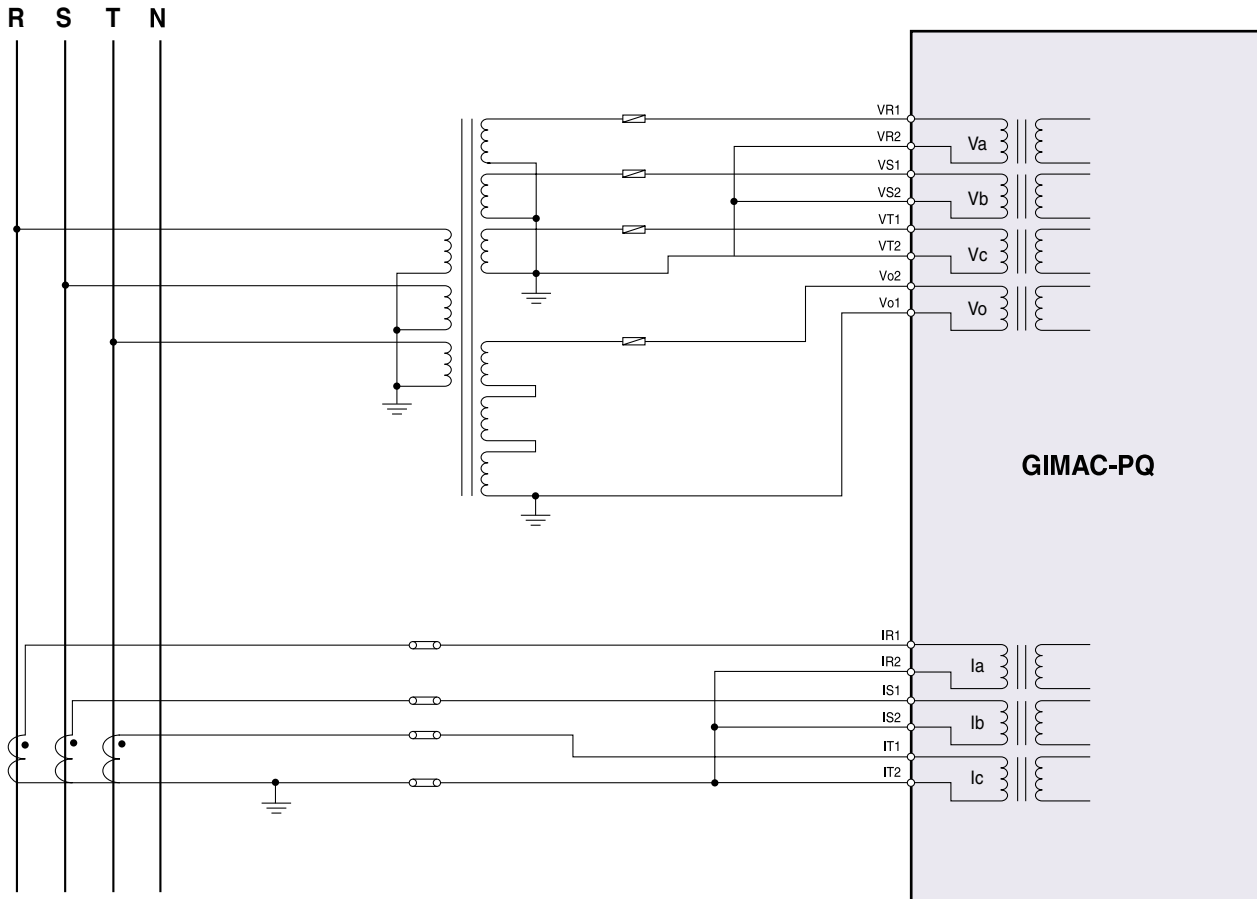 R S T N
VR1
VR2
Va
VS1
VS2
Vb
VT1
VT2
Vc
Vo2
Vo1
Vo
GIMAC-PQ
IR1
IR2
Ia
IS1
IS2
Ib
IT1
IT2
Ic